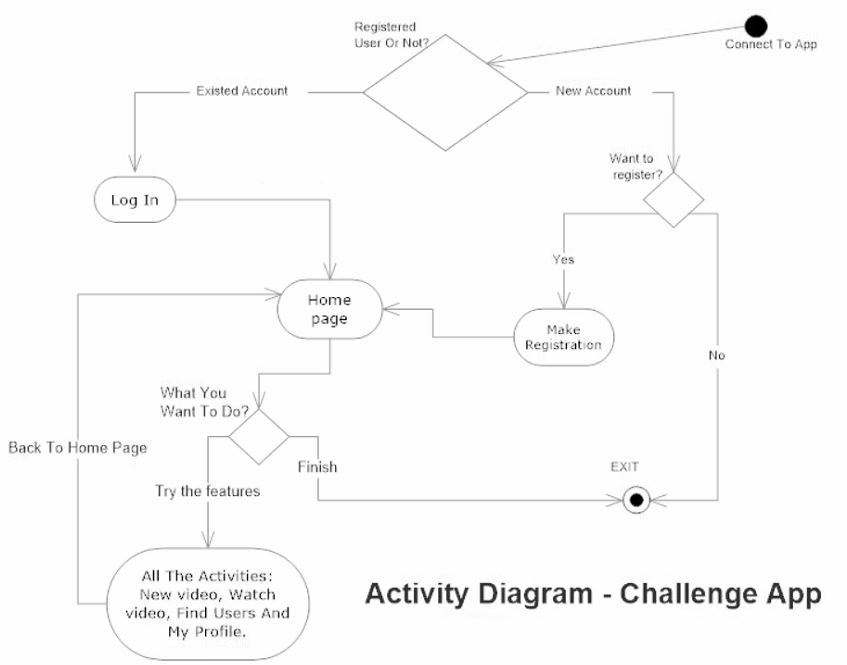 Registered
User Or Not?
Connect To App
Existed Account
New Account
Want to
register?
Log In
Yes
Home
page
Make
Registration
No
What You
Want To Do?
Back To Home Page
Finish
EXIT
Try the features
All The Activities:
New video, Watch
video, Find Users And
My Profile.
Activity Diagram - Challenge App